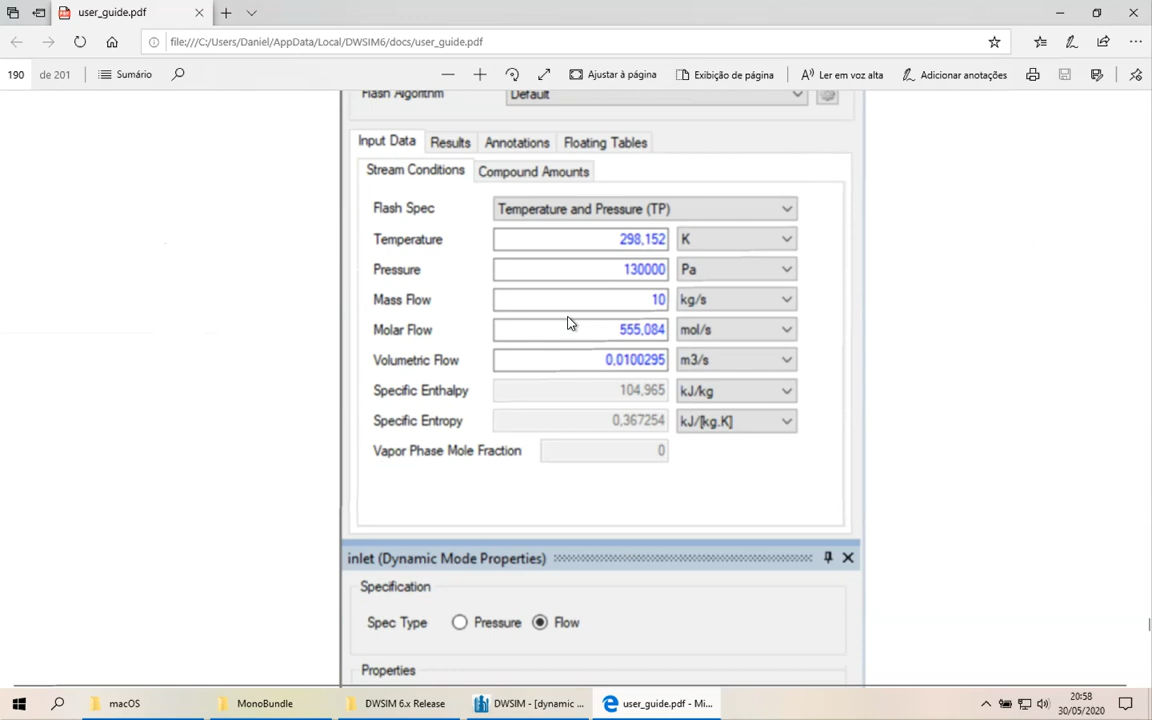 user_guide.pdf
file:///C:/Users/Daniel/AppData/Local/DWSIM6/docs/user_guide.pdf
190 de 201 Sumário Ajustar à página Exibição de página Ler em voz alta Adicionar anotações
Flash Algorithm Default
Input Data Results Annotations Floating Tables
Stream Conditions Compound Amounts
Flash Spec Temperature and Pressure (TP)
Temperature 298,152 K
Pressure 130000 Pa
Mass Flow 10 kg/s
Molar Flow 555,084 mol/s
Volumetric Flow 0,0100295 m3/s
Specific Enthalpy 104,965 kJ/kg
Specific Entropy 0,367254 kJ/[kg.K]
Vapor Phase Mole Fraction 0
inlet (Dynamic Mode Properties)
Specification
Spec Type Pressure Flow
Properties
macOS MonoBundle DWSIM 6.x Release DWSIM - [dynamic ... user_guide.pdf - Mi... 20:58
30/05/2020